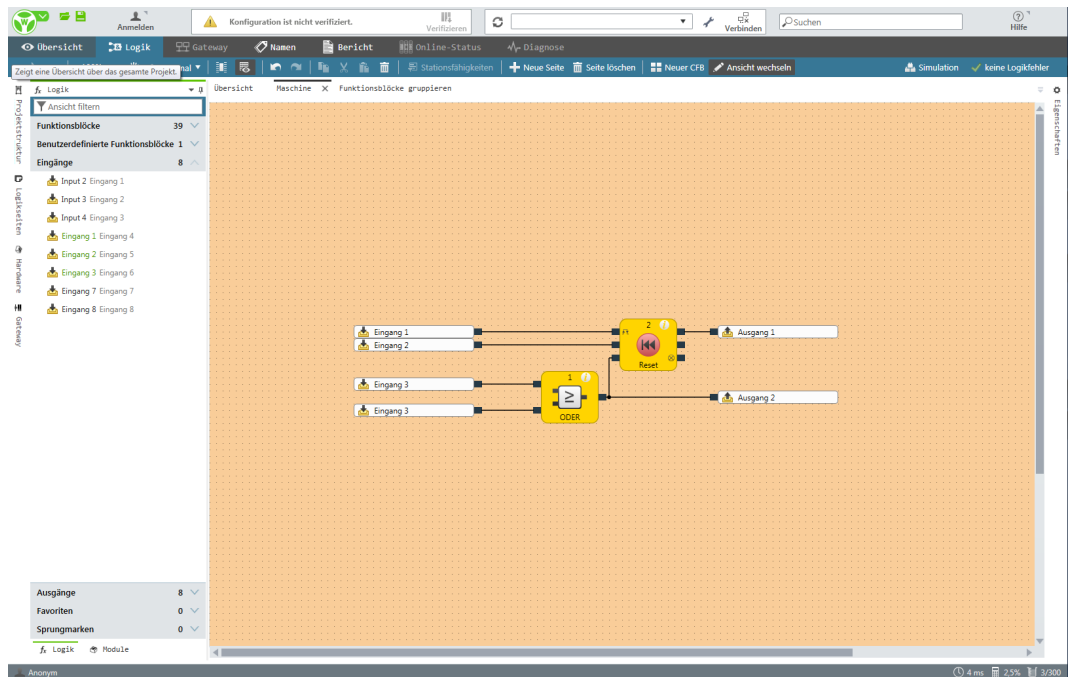 Anmelden
Konfiguration ist nicht verifiziert.
Verifizieren
Verbinden
Suchen
Hilfe
Übersicht
Logik
Gateway
Namen
Bericht
Online-Status
Diagnose
Zeigt eine Übersicht über das gesamte Projekt.
nal
Stationsfähigkeiten
Neue Seite
Seite löschen
Neuer CFB
Ansicht wechseln
Simulation
keine Logikfehler
Projektstruktur
Logikseiten
Hardware
Gateway
fx Logik
Ansicht filtern
Funktionsblöcke 39
Benutzerdefinierte Funktionsblöcke 1
Eingänge 8
Input 2 Eingang 1
Input 3 Eingang 2
Input 4 Eingang 3
Eingang 1 Eingang 4
Eingang 2 Eingang 5
Eingang 3 Eingang 6
Eingang 7 Eingang 7
Eingang 8 Eingang 8
Ausgänge 8
Favoriten 0
Sprungmarken 0
fx Logik
Module
Übersicht
Maschine X
Funktionsblöcke gruppieren
Eigenschaften
Eingang 1
Eingang 2
2
Reset
Ausgang 1
Eingang 3
Eingang 3
1
≥
ODER
Ausgang 2
Anonym
4 ms
2,5%
3/300